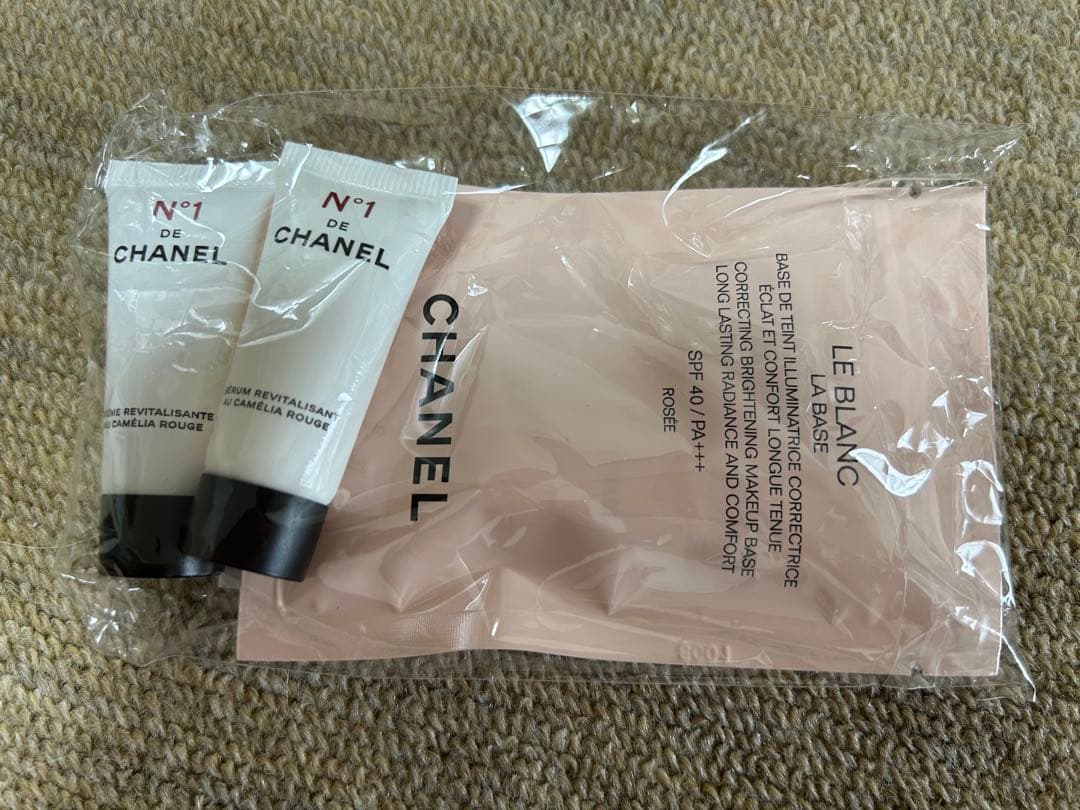 N°1
DE
CHANEL
CRÈME REVITALISANTE
AU CAMÉLIA ROUGE
N°1
DE
CHANEL
SÉRUM REVITALISANT
AU CAMÉLIA ROUGE
CHANEL
LE BLANC
LA BASE
BASE DE TEINT ILLUMINATRICE CORRECTRICE
ÉCLAT ET CONFORT LONGUE TENUE
CORRECTING BRIGHTENING MAKEUP BASE
LONG LASTING RADIANCE AND COMFORT
SPF 40 / PA+++
ROSÉE